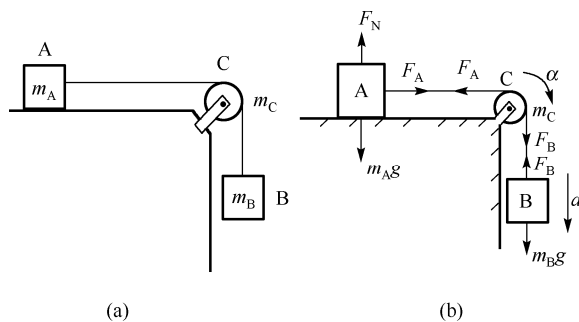 A
C
m_A
m_C
m_B B
(a)
F_N
A
F_A F_A
C
α
m_C
m_Ag
F_B
F_B
B
a
m_Bg
(b)